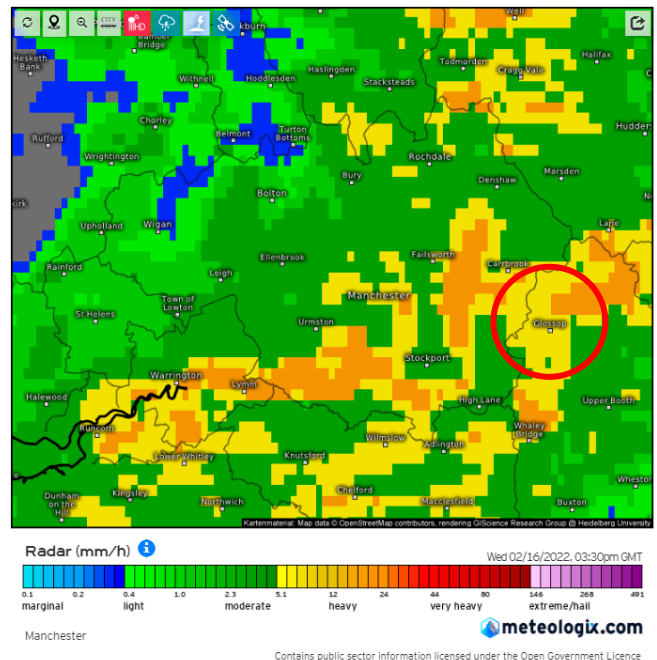 Well
CITY
HD
kburn
Bamber
Bridge
Hesketh
Bank
Withnell
Hoddlesden
Haslingden
Stacksteads
Todmorden
Cragg Vale
Halifax
Chorley
Rufford
Belmont
Turton
Bottoms
Hudder
Wrightington
Rochdale
Bury
Denshaw
Marsden
Bolton
kirk
Upholland
Wigan
Lane
Rainford
Leigh
Ellenbrook
Failsworth
Carrbrook
Town of
Lowton
Manchester
St Helens
Urmston
Glossop
Stockport
Warrington
Lymm
Halewood
High Lane
Upper Booth
Runcorn
Whaley
Bridge
Wilmslow
Adlington
Lower Whitley
Knutsford
Wheston
Dunham
on the
Hill
Kingsley
Northwich
Chelford
Macclesfield
Buxton
Kartenmaterial: Map data © OpenStreetMap contributors, rendering GIScience Research Group @ Heidelberg University
Radar (mm/h) i
Wed 02/16/2022, 03:30pm GMT
0.1 0.2 0.4 1.0 2.3 5.1 12 24 44 80 146 268 491
marginal light moderate heavy very heavy extreme/hail
Manchester
meteologix.com
Contains public sector information licensed under the Open Government Licence